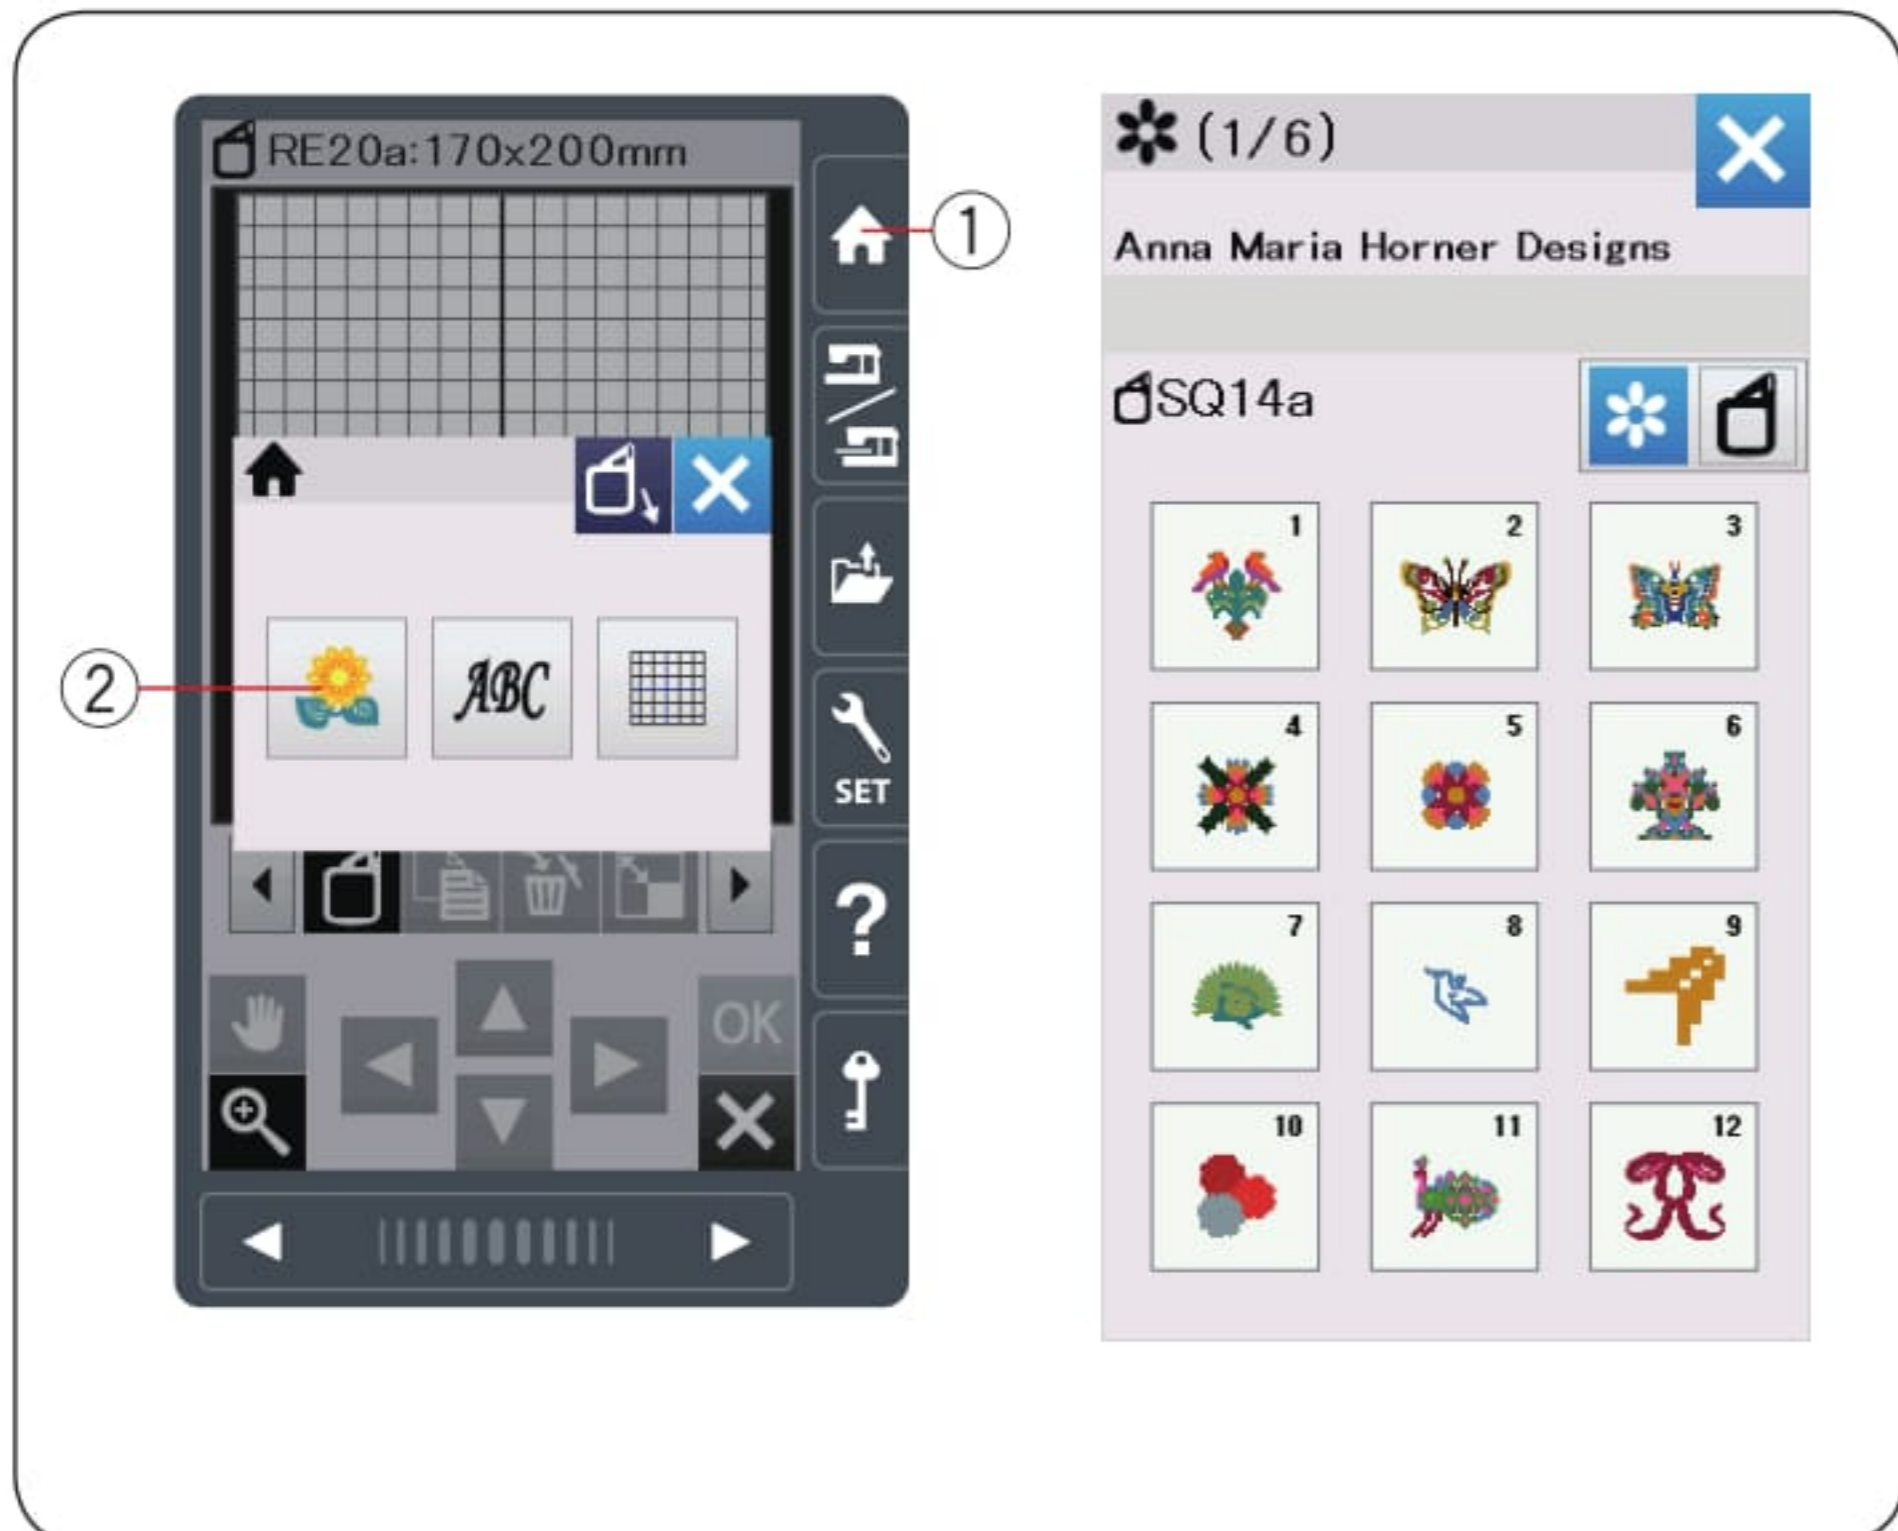 RE20a:170x200mm
1
2
ABC
SET
?
OK
(1/6)
Anna Maria Horner Designs
SQ14a
1 2 3
4 5 6
7 8 9
10 11 12